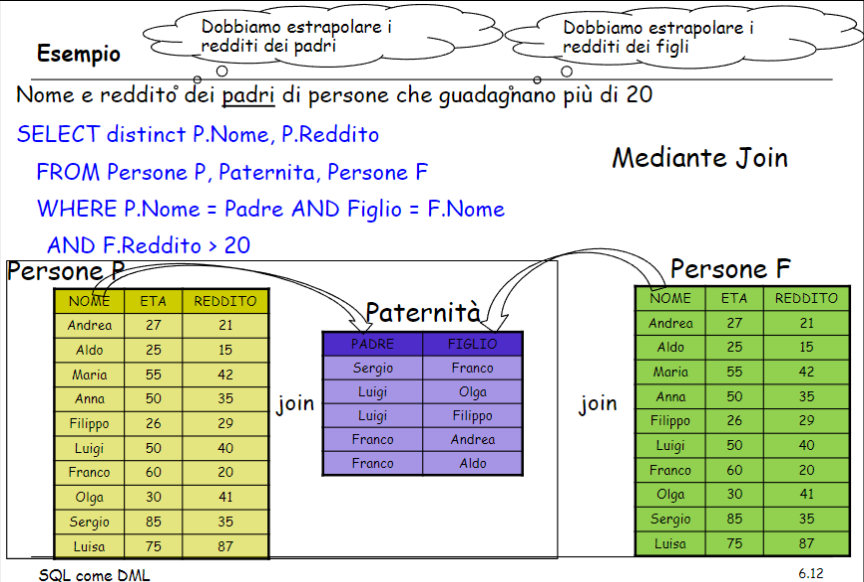 Dobbiamo estrapolare i
redditi dei padri
Dobbiamo estrapolare i
redditi dei figli
Esempio
Nome e reddito dei padri di persone che guadagnano più di 20
SELECT distinct P.Nome, P.Reddito
FROM Persone P, Paternita, Persone F
WHERE P.Nome = Padre AND Figlio = F.Nome
AND F.Reddito > 20
Mediante Join
Persone P
NOME ETA REDDITO
Andrea 27 21
Aldo 25 15
Maria 55 42
Anna 50 35
Filippo 26 29
Luigi 50 40
Franco 60 20
Olga 30 41
Sergio 85 35
Luisa 75 87
join
Paternità
PADRE FIGLIO
Sergio Franco
Luigi Olga
Luigi Filippo
Franco Andrea
Franco Aldo
join
Persone F
NOME ETA REDDITO
Andrea 27 21
Aldo 25 15
Maria 55 42
Anna 50 35
Filippo 26 29
Luigi 50 40
Franco 60 20
Olga 30 41
Sergio 85 35
Luisa 75 87
SQL come DML
6.12